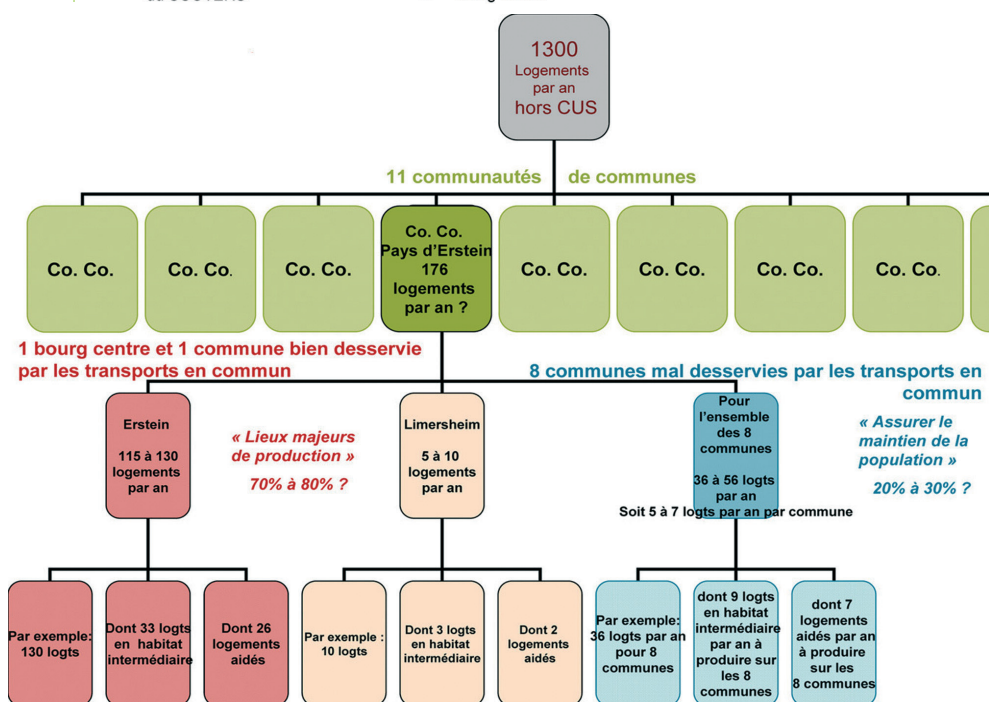 1300
Logements
par an
hors CUS
11 communautés de communes
Co. Co.
Co. Co.
Co. Co.
Co. Co.
Pays d'Erstein
176
logements
par an ?
Co. Co.
Co. Co.
Co. Co.
Co. Co.
1 bourg centre et 1 commune bien desservie
par les transports en commun
8 communes mal desservies par les transports en
commun
Erstein
115 à 130
logements
par an
« Lieux majeurs
de production »
70% à 80% ?
Limersheim
5 à 10
logements
par an
Pour
l'ensemble
des 8
communes
36 à 56 logts
par an
Soit 5 à 7 logts par an par commune
« Assurer le
maintien de la
population »
20% à 30% ?
Par exemple:
130 logts
Dont 33 logts
en habitat
intermédiaire
Dont 26
logements
aidés
Par exemple :
10 logts
Dont 3 logts
en habitat
intermédiaire
Dont 2
logements
aidés
Par exemple:
36 logts par an
pour 8
communes
dont 9 logts
en habitat
intermédiaire
par an à
produire sur
les 8
communes
dont 7
logements
aidés par an
à produire
sur les
8 communes